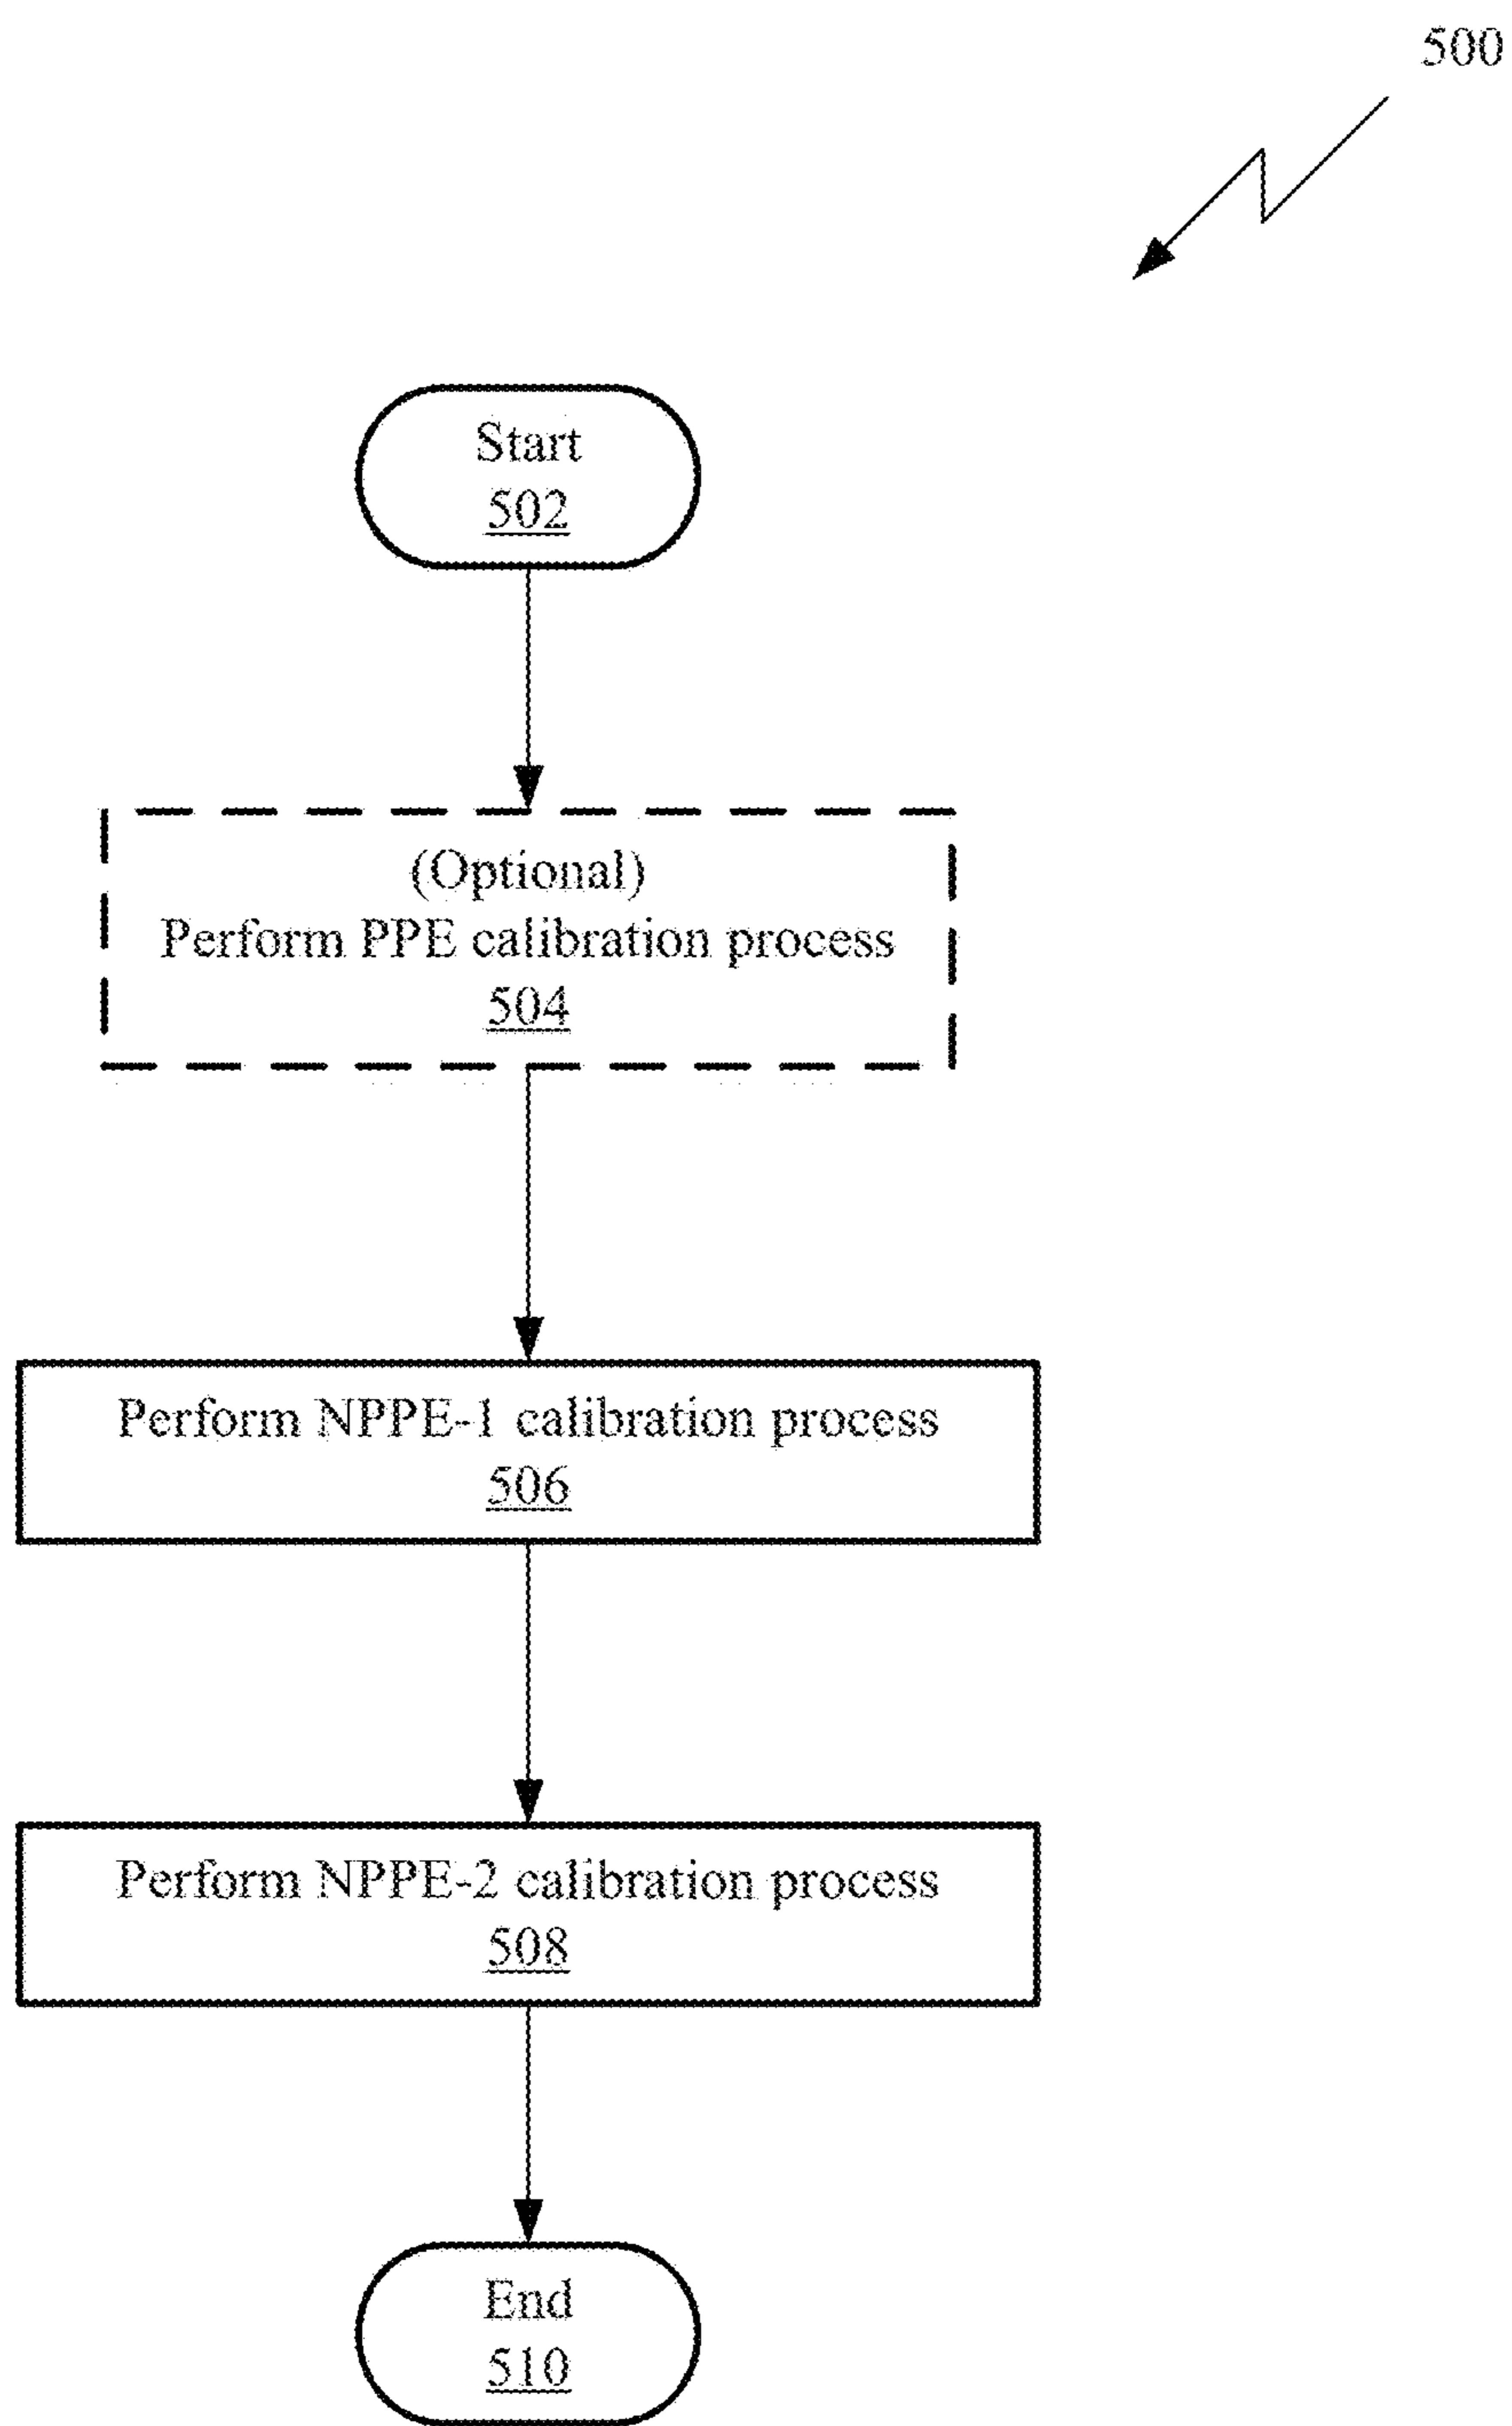 500
Start
502
(Optional)
Perform PPE calibration process
504
Perform NPPE-1 calibration process
506
Perform NPPE-2 calibration process
508
End
510